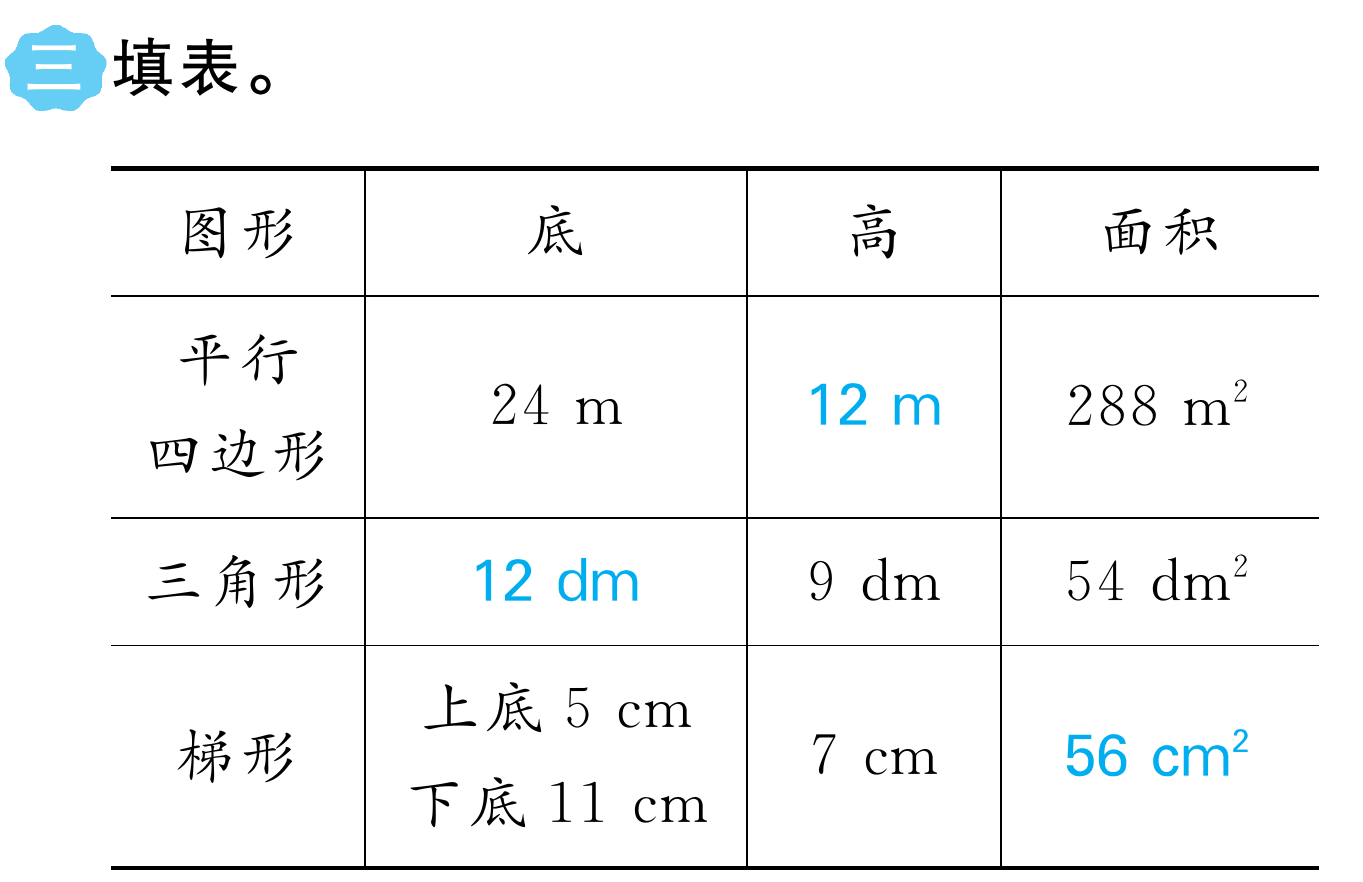 三 填表。
图形 底 高 面积
平行
四边形 24 m 12 m 288 m²
三角形 12 dm 9 dm 54 dm²
上底 5 cm
梯形 7 cm 56 cm²
下底 11 cm